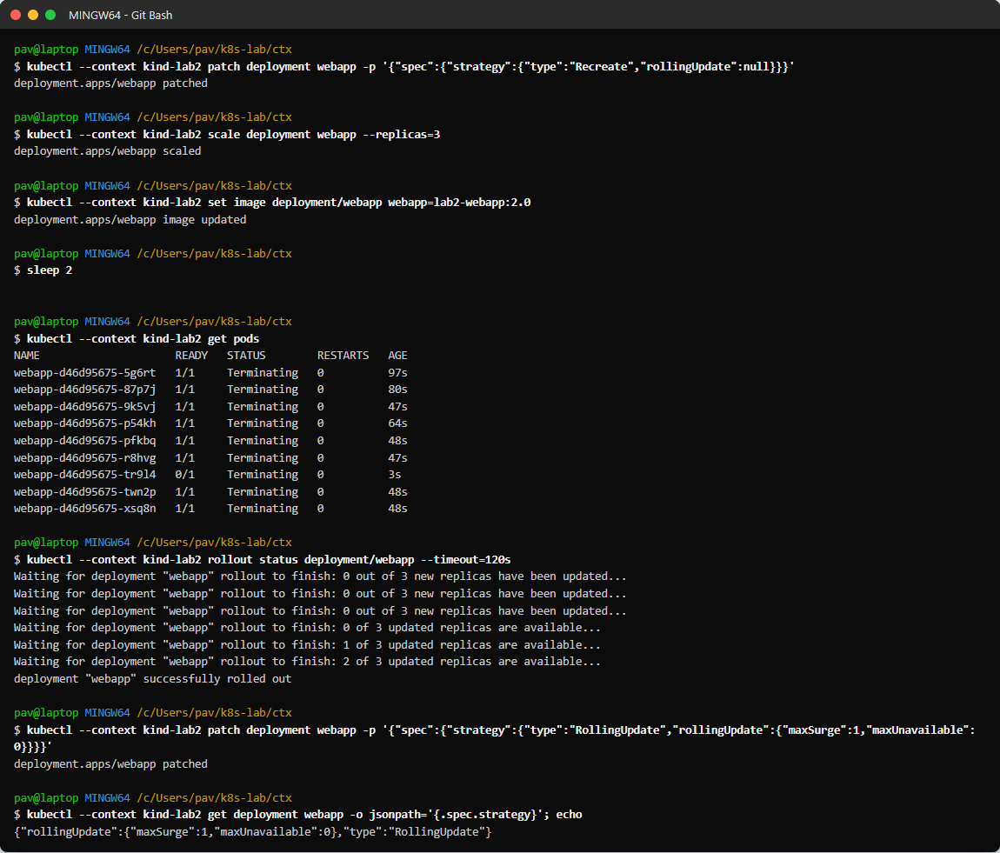 MINGW64 - Git Bash
pav@laptop MINGW64 /c/Users/pav/k8s-lab/ctx
$ kubectl --context kind-lab2 patch deployment webapp -p '{"spec":{"strategy":{"type":"Recreate","rollingUpdate":null}}}'
deployment.apps/webapp patched
pav@laptop MINGW64 /c/Users/pav/k8s-lab/ctx
$ kubectl --context kind-lab2 scale deployment webapp --replicas=3
deployment.apps/webapp scaled
pav@laptop MINGW64 /c/Users/pav/k8s-lab/ctx
$ kubectl --context kind-lab2 set image deployment/webapp webapp=lab2-webapp:2.0
deployment.apps/webapp image updated
pav@laptop MINGW64 /c/Users/pav/k8s-lab/ctx
$ sleep 2
pav@laptop MINGW64 /c/Users/pav/k8s-lab/ctx
$ kubectl --context kind-lab2 get pods
NAME                     READY   STATUS        RESTARTS   AGE
webapp-d46d95675-5g6rt   1/1     Terminating   0          97s
webapp-d46d95675-87p7j   1/1     Terminating   0          80s
webapp-d46d95675-9k5vj   1/1     Terminating   0          47s
webapp-d46d95675-p54kh   1/1     Terminating   0          64s
webapp-d46d95675-pfkbq   1/1     Terminating   0          48s
webapp-d46d95675-r8hvg   1/1     Terminating   0          47s
webapp-d46d95675-tr9l4   0/1     Terminating   0          3s
webapp-d46d95675-twn2p   1/1     Terminating   0          48s
webapp-d46d95675-xsq8n   1/1     Terminating   0          48s
pav@laptop MINGW64 /c/Users/pav/k8s-lab/ctx
$ kubectl --context kind-lab2 rollout status deployment/webapp --timeout=120s
Waiting for deployment "webapp" rollout to finish: 0 out of 3 new replicas have been updated...
Waiting for deployment "webapp" rollout to finish: 0 out of 3 new replicas have been updated...
Waiting for deployment "webapp" rollout to finish: 0 out of 3 new replicas have been updated...
Waiting for deployment "webapp" rollout to finish: 0 of 3 updated replicas are available...
Waiting for deployment "webapp" rollout to finish: 1 of 3 updated replicas are available...
Waiting for deployment "webapp" rollout to finish: 2 of 3 updated replicas are available...
deployment "webapp" successfully rolled out
pav@laptop MINGW64 /c/Users/pav/k8s-lab/ctx
$ kubectl --context kind-lab2 patch deployment webapp -p '{"spec":{"strategy":{"type":"RollingUpdate","rollingUpdate":{"maxSurge":1,"maxUnavailable":
0}}}}'
deployment.apps/webapp patched
pav@laptop MINGW64 /c/Users/pav/k8s-lab/ctx
$ kubectl --context kind-lab2 get deployment webapp -o jsonpath='{.spec.strategy}'; echo
{"rollingUpdate":{"maxSurge":1,"maxUnavailable":0},"type":"RollingUpdate"}